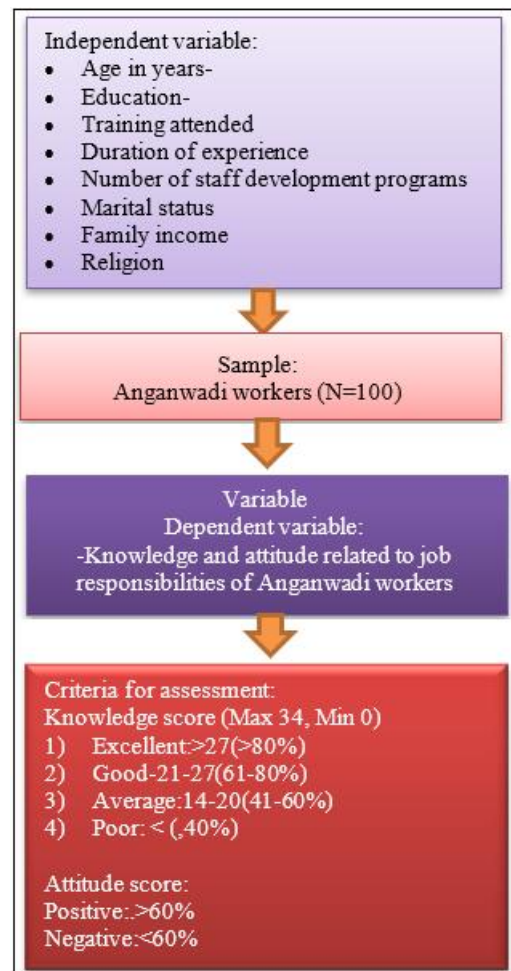 Independent variable:
• Age in years-
• Education-
• Training attended
• Duration of experience
• Number of staff development programs
• Marital status
• Family income
• Religion
Sample:
Anganwadi workers (N=100)
Variable
Dependent variable:
-Knowledge and attitude related to job
responsibilities of Anganwadi workers
Criteria for assessment:
Knowledge score (Max 34, Min 0)
1) Excellent:>27(>80%)
2) Good-21-27(61-80%)
3) Average:14-20(41-60%)
4) Poor: < (,40%)
Attitude score:
Positive:.>60%
Negative:<60%